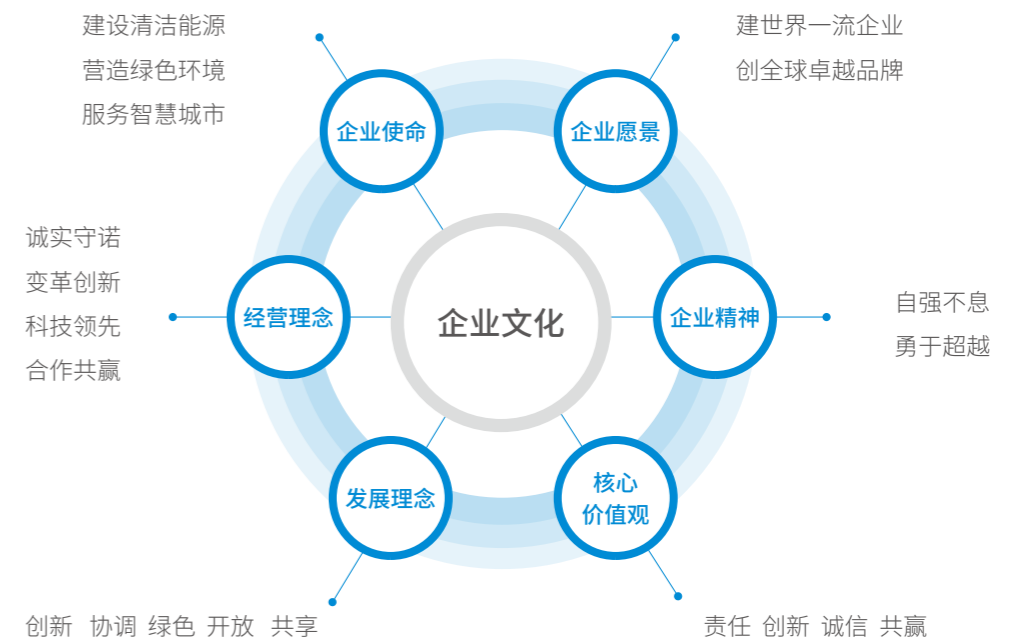 建设清洁能源
营造绿色环境
服务智慧城市
建世界一流企业
创全球卓越品牌
企业使命
企业愿景
诚实守诺
变革创新
科技领先
合作共赢
经营理念
企业文化
企业精神
自强不息
勇于超越
发展理念
核心
价值观
创新 协调 绿色 开放 共享
责任 创新 诚信 共赢